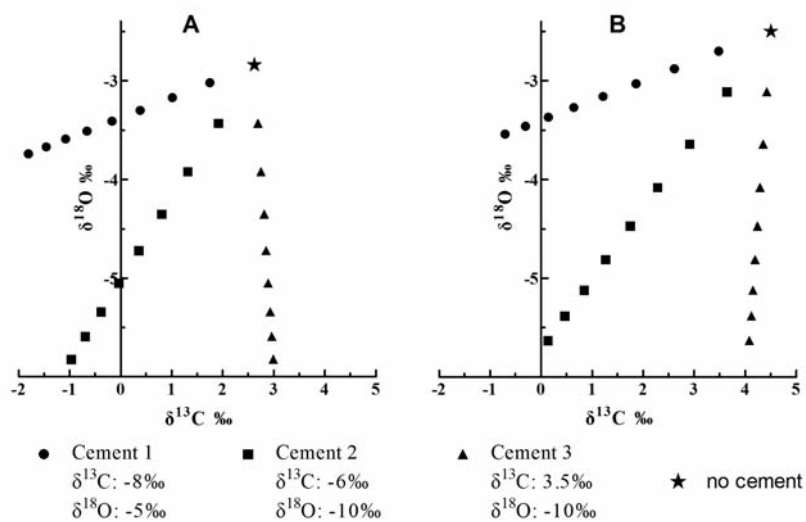 A
B
-3
-4
-5
δ18O ‰
-2 -1 0 1 2 3 4 5
δ13C ‰
-3
-4
-5
δ18O ‰
-2 -1 0 1 2 3 4 5
δ13C ‰
Cement 1
δ13C: -8‰
δ18O: -5‰
Cement 2
δ13C: -6‰
δ18O: -10‰
Cement 3
δ13C: 3.5‰
δ18O: -10‰
no cement